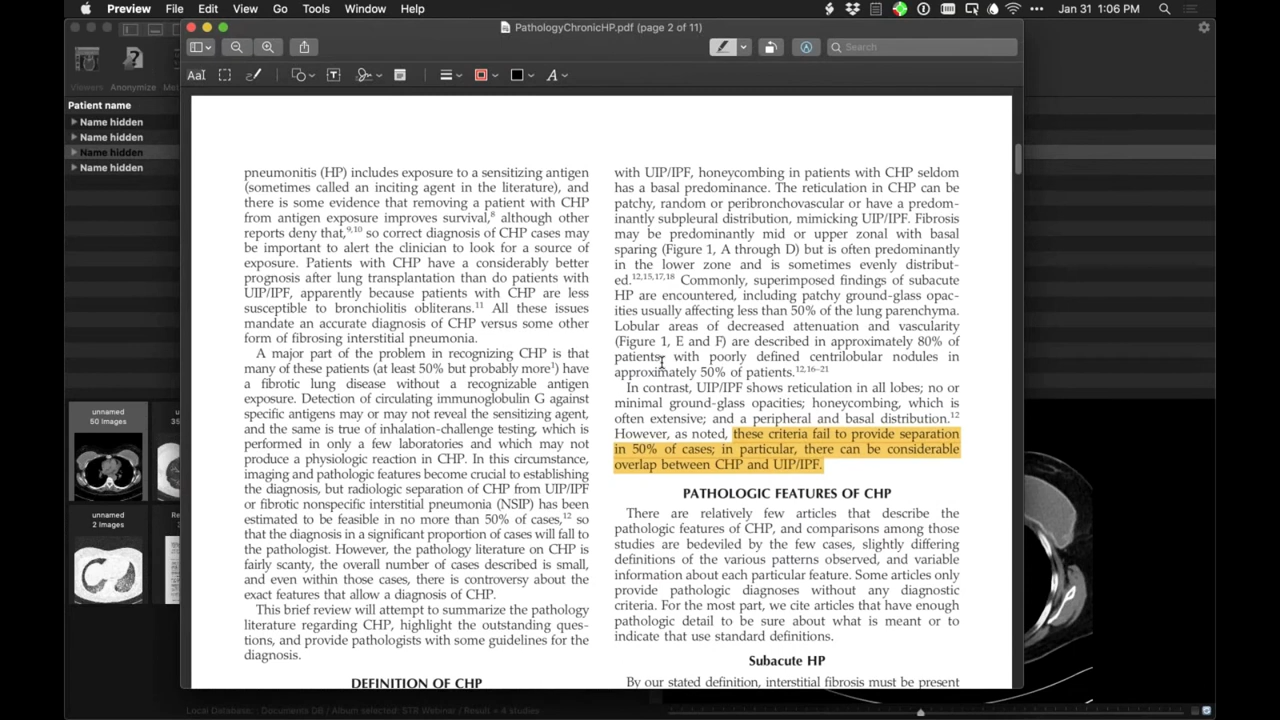 Preview File Edit View Go Tools Window Help
Jan 31 1:06 PM
PathologyChronicHP.pdf (page 2 of 11)
Search
Viewers Anonymize
AaI T A
Patient name
Name hidden
Name hidden
Name hidden
Name hidden
unnamed
50 Images
unnamed
2 Images
pneumonitis (HP) includes exposure to a sensitizing antigen
(sometimes called an inciting agent in the literature), and
there is some evidence that removing a patient with CHP
from antigen exposure improves survival,8 although other
reports deny that,9,10 so correct diagnosis of CHP cases may
be important to alert the clinician to look for a source of
exposure. Patients with CHP have a considerably better
prognosis after lung transplantation than do patients with
UIP/IPF, apparently because patients with CHP are less
susceptible to bronchiolitis obliterans.11 All these issues
mandate an accurate diagnosis of CHP versus some other
form of fibrosing interstitial pneumonia.
A major part of the problem in recognizing CHP is that
many of these patients (at least 50% but probably more1) have
a fibrotic lung disease without a recognizable antigen
exposure. Detection of circulating immunoglobulin G against
specific antigens may or may not reveal the sensitizing agent,
and the same is true of inhalation-challenge testing, which is
performed in only a few laboratories and which may not
produce a physiologic reaction in CHP. In this circumstance,
imaging and pathologic features become crucial to establishing
the diagnosis, but radiologic separation of CHP from UIP/IPF
or fibrotic nonspecific interstitial pneumonia (NSIP) has been
estimated to be feasible in no more than 50% of cases,12 so
that the diagnosis in a significant proportion of cases will fall to
the pathologist. However, the pathology literature on CHP is
fairly scanty, the overall number of cases described is small,
and even within those cases, there is controversy about the
exact features that allow a diagnosis of CHP.
This brief review will attempt to summarize the pathology
literature regarding CHP, highlight the outstanding ques-
tions, and provide pathologists with some guidelines for the
diagnosis.
DEFINITION OF CHP
with UIP/IPF, honeycombing in patients with CHP seldom
has a basal predominance. The reticulation in CHP can be
patchy, random or peribronchovascular or have a predom-
inantly subpleural distribution, mimicking UIP/IPF. Fibrosis
may be predominantly mid or upper zonal with basal
sparing (Figure 1, A through D) but is often predominantly
in the lower zone and is sometimes evenly distribut-
ed.12,15,17,18 Commonly, superimposed findings of subacute
HP are encountered, including patchy ground-glass opac-
ities usually affecting less than 50% of the lung parenchyma.
Lobular areas of decreased attenuation and vascularity
(Figure 1, E and F) are described in approximately 80% of
patients, with poorly defined centrilobular nodules in
approximately 50% of patients.12,16–21
In contrast, UIP/IPF shows reticulation in all lobes; no or
minimal ground-glass opacities; honeycombing, which is
often extensive; and a peripheral and basal distribution.12
However, as noted, these criteria fail to provide separation
in 50% of cases; in particular, there can be considerable
overlap between CHP and UIP/IPF.
PATHOLOGIC FEATURES OF CHP
There are relatively few articles that describe the
pathologic features of CHP, and comparisons among those
studies are bedeviled by the few cases, slightly differing
definitions of the various patterns observed, and variable
information about each particular feature. Some articles only
provide pathologic diagnoses without any diagnostic
criteria. For the most part, we cite articles that have enough
pathologic detail to be sure about what is meant or to
indicate that use standard definitions.
Subacute HP
By our stated definition, interstitial fibrosis must be present
Local Database: : Documents DB / Album selected: STR Webinar / Result = 4 studies